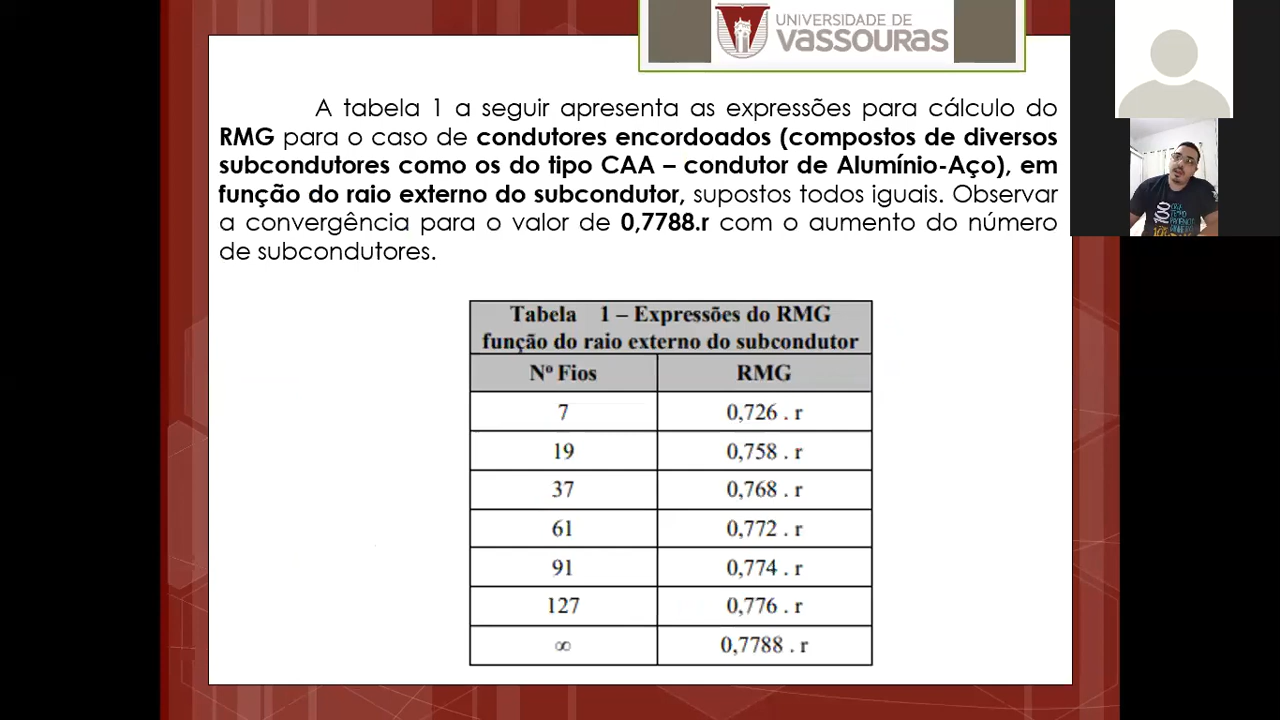 UNIVERSIDADE DE
VASSOURAS
A tabela 1 a seguir apresenta as expressões para cálculo do
RMG para o caso de condutores encordoados (compostos de diversos
subcondutores como os do tipo CAA – condutor de Alumínio-Aço), em
função do raio externo do subcondutor, supostos todos iguais. Observar
a convergência para o valor de 0,7788.r com o aumento do número
de subcondutores.
Tabela 1 – Expressões do RMG
função do raio externo do subcondutor
Nº Fios RMG
7 0,726 . r
19 0,758 . r
37 0,768 . r
61 0,772 . r
91 0,774 . r
127 0,776 . r
∞ 0,7788 . r
100